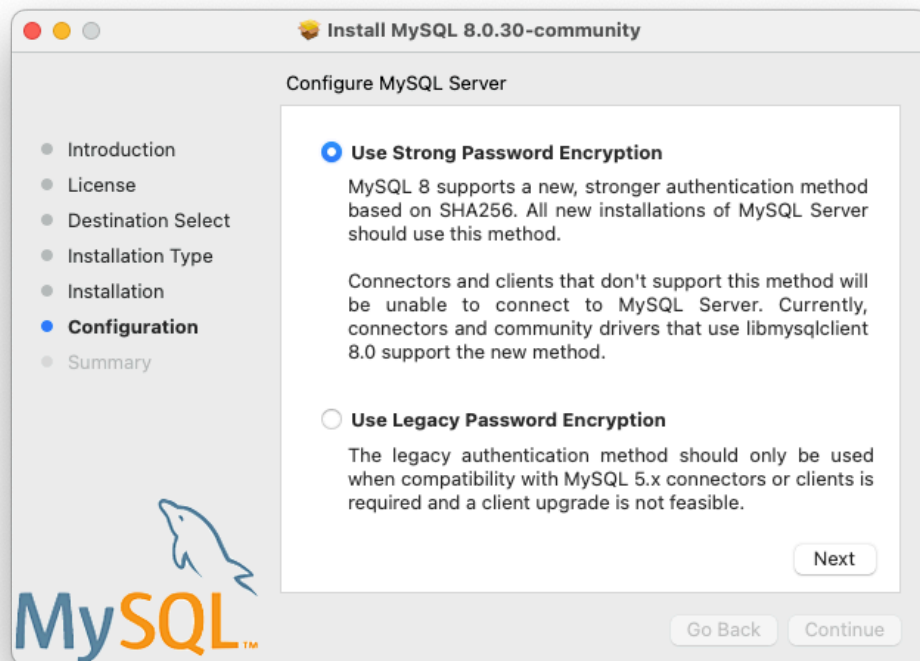 Install MySQL 8.0.30-community
Configure MySQL Server
Introduction
License
Destination Select
Installation Type
Installation
Configuration
Summary
Use Strong Password Encryption
MySQL 8 supports a new, stronger authentication method
based on SHA256. All new installations of MySQL Server
should use this method.
Connectors and clients that don't support this method will
be unable to connect to MySQL Server. Currently,
connectors and community drivers that use libmysqlclient
8.0 support the new method.
Use Legacy Password Encryption
The legacy authentication method should only be used
when compatibility with MySQL 5.x connectors or clients is
required and a client upgrade is not feasible.
Next
MySQL™
Go Back
Continue